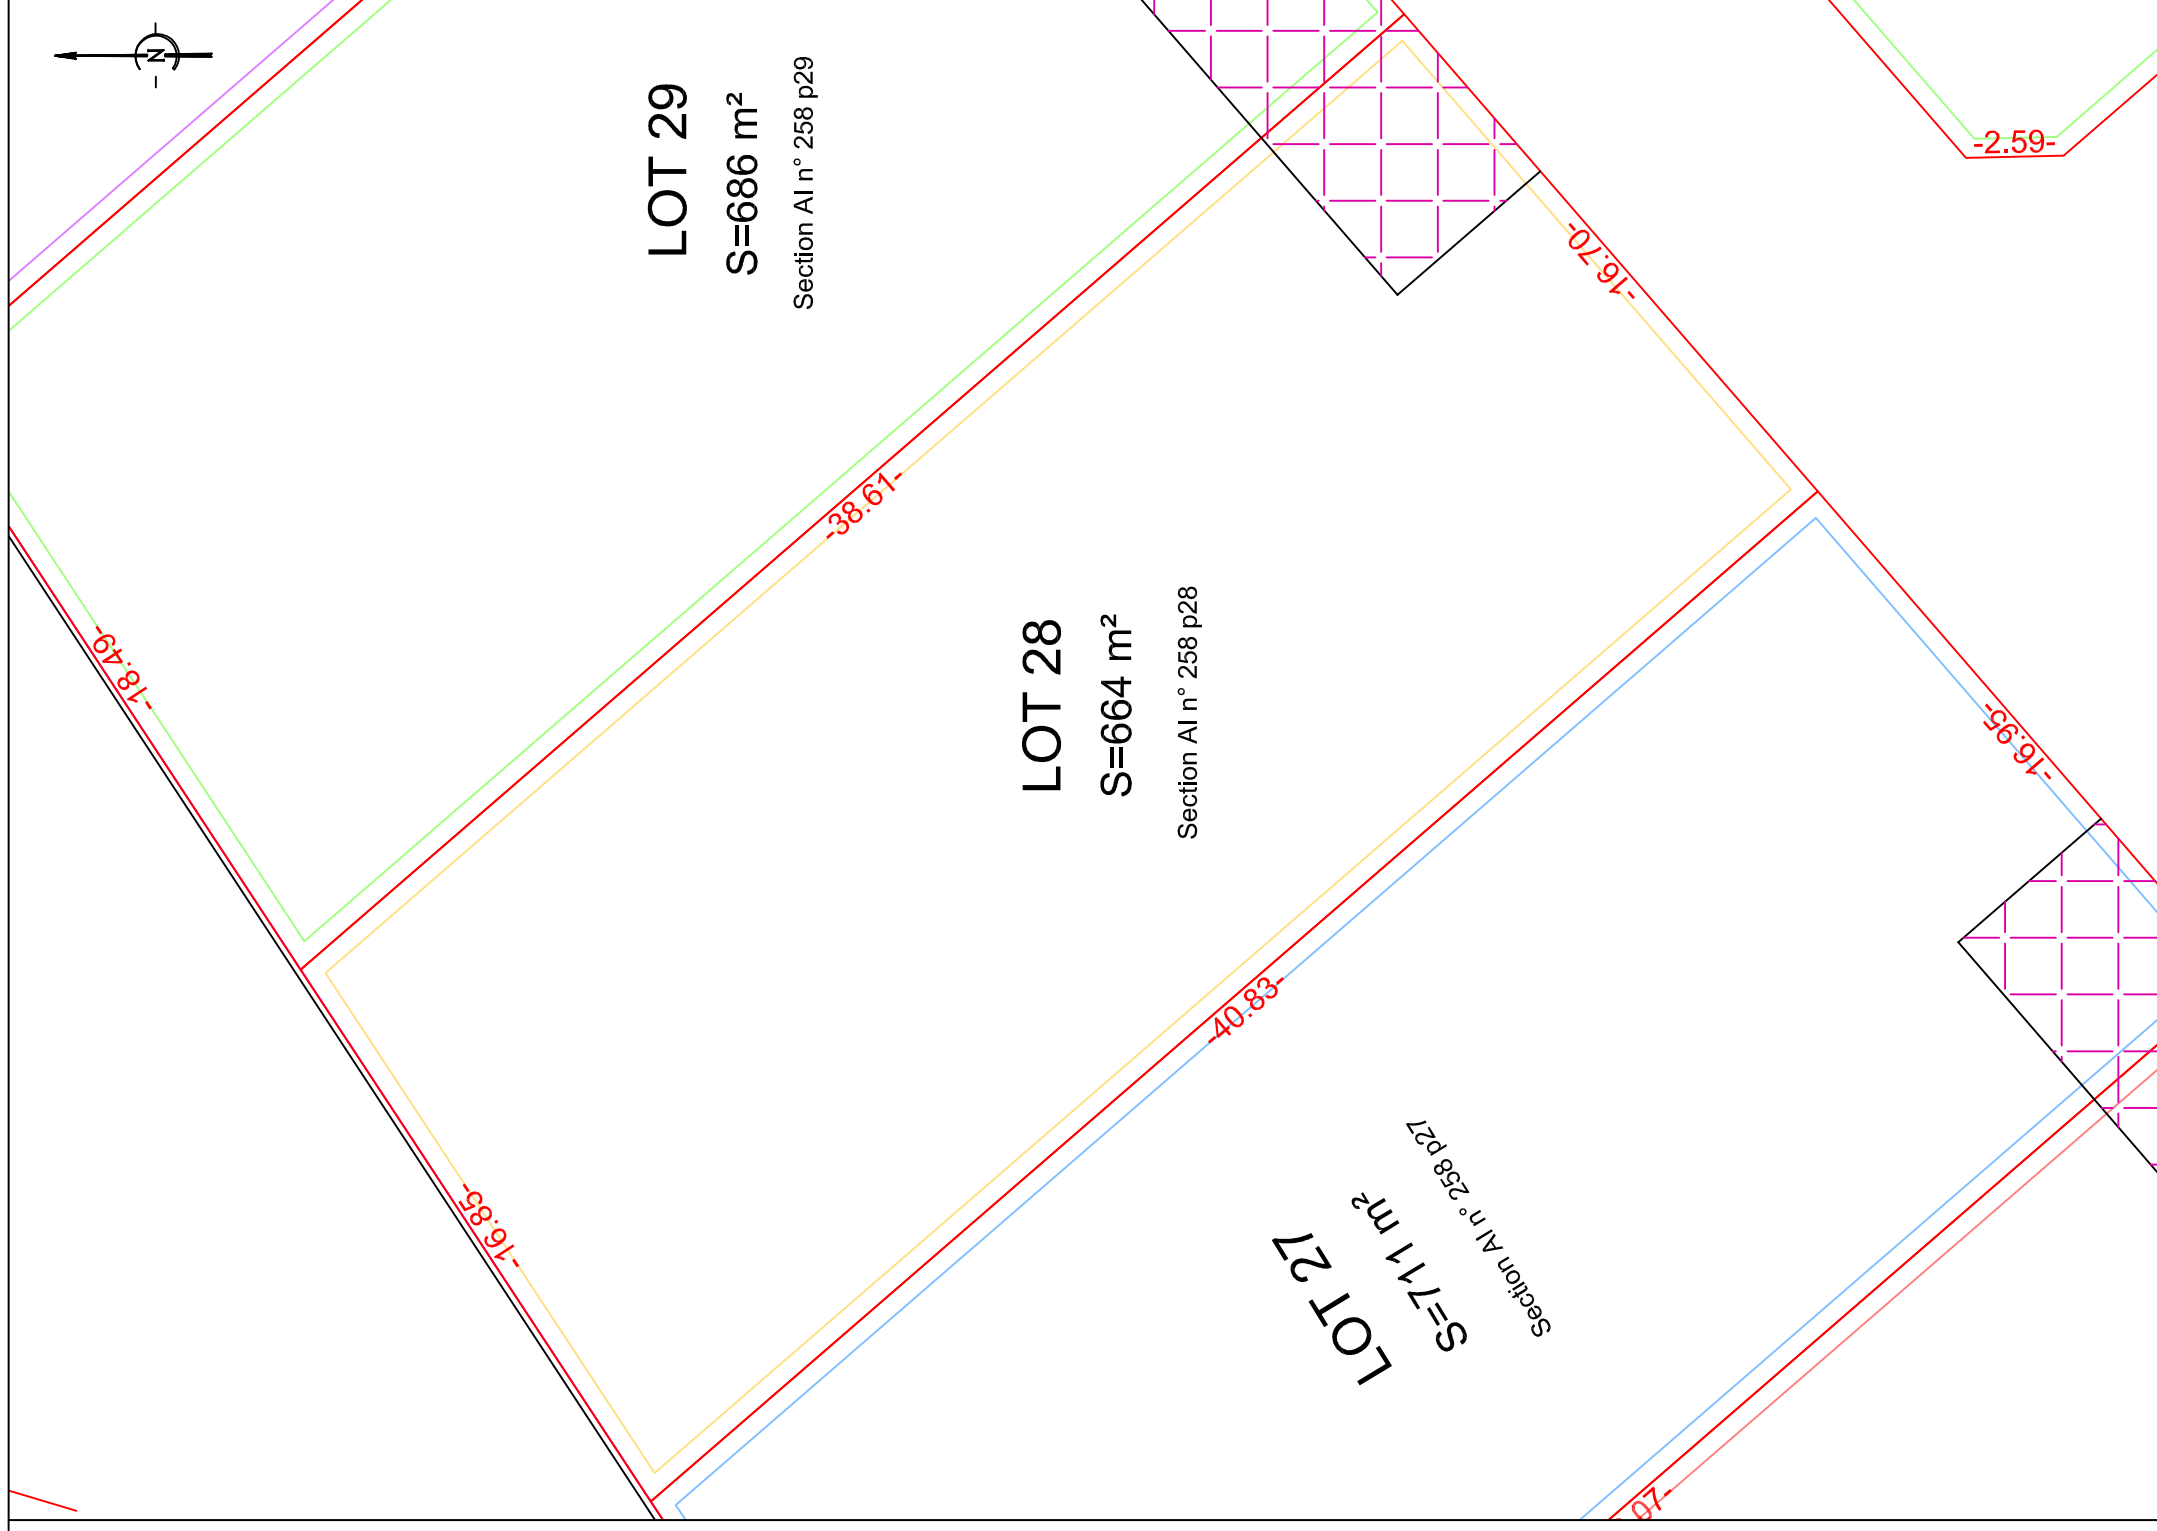 N
LOT 29
S=686 m²
Section AI n° 258 p29
-2.59-
-16.70-
-38.61-
-18.49-
LOT 28
S=664 m²
Section AI n° 258 p28
-16.95-
-40.83-
-16.85-
LOT 27
S=711 m²
Section AI n° 258 p27
07-